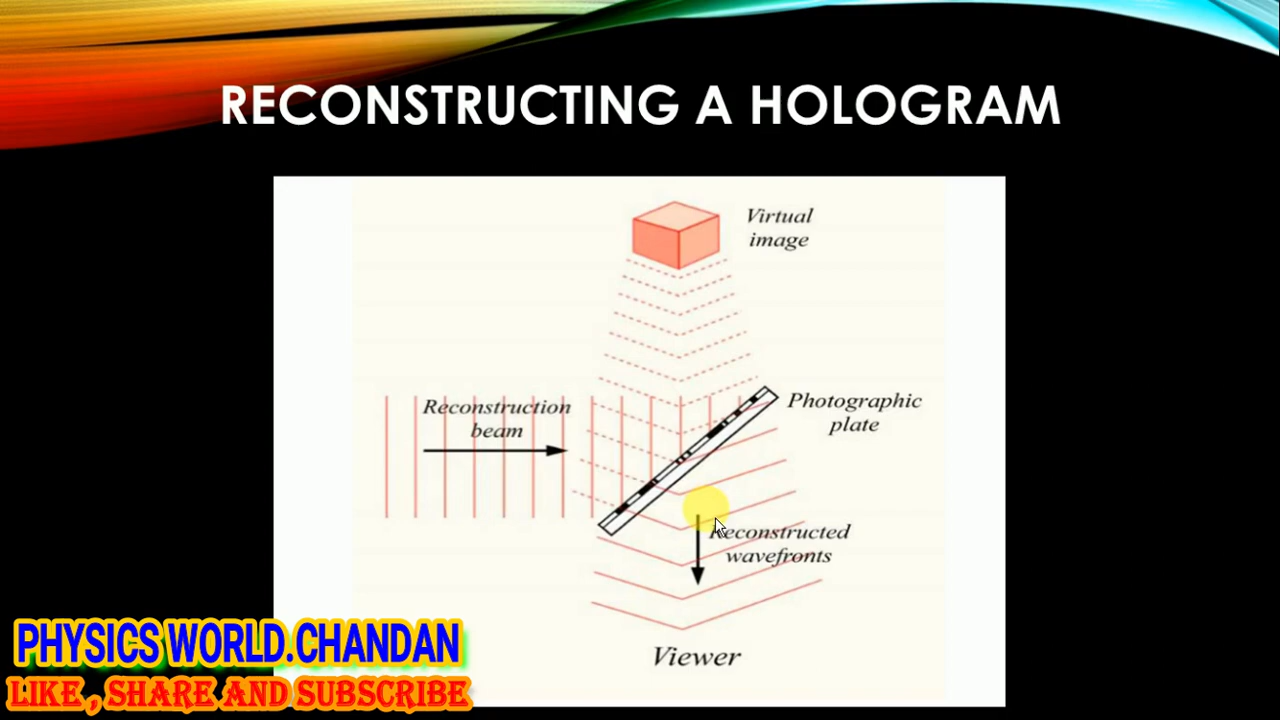 RECONSTRUCTING A HOLOGRAM
Virtual
image
Reconstruction
beam
Photographic
plate
Reconstructed
wavefronts
Viewer
PHYSICS WORLD.CHANDAN
LIKE , SHARE AND SUBSCRIBE